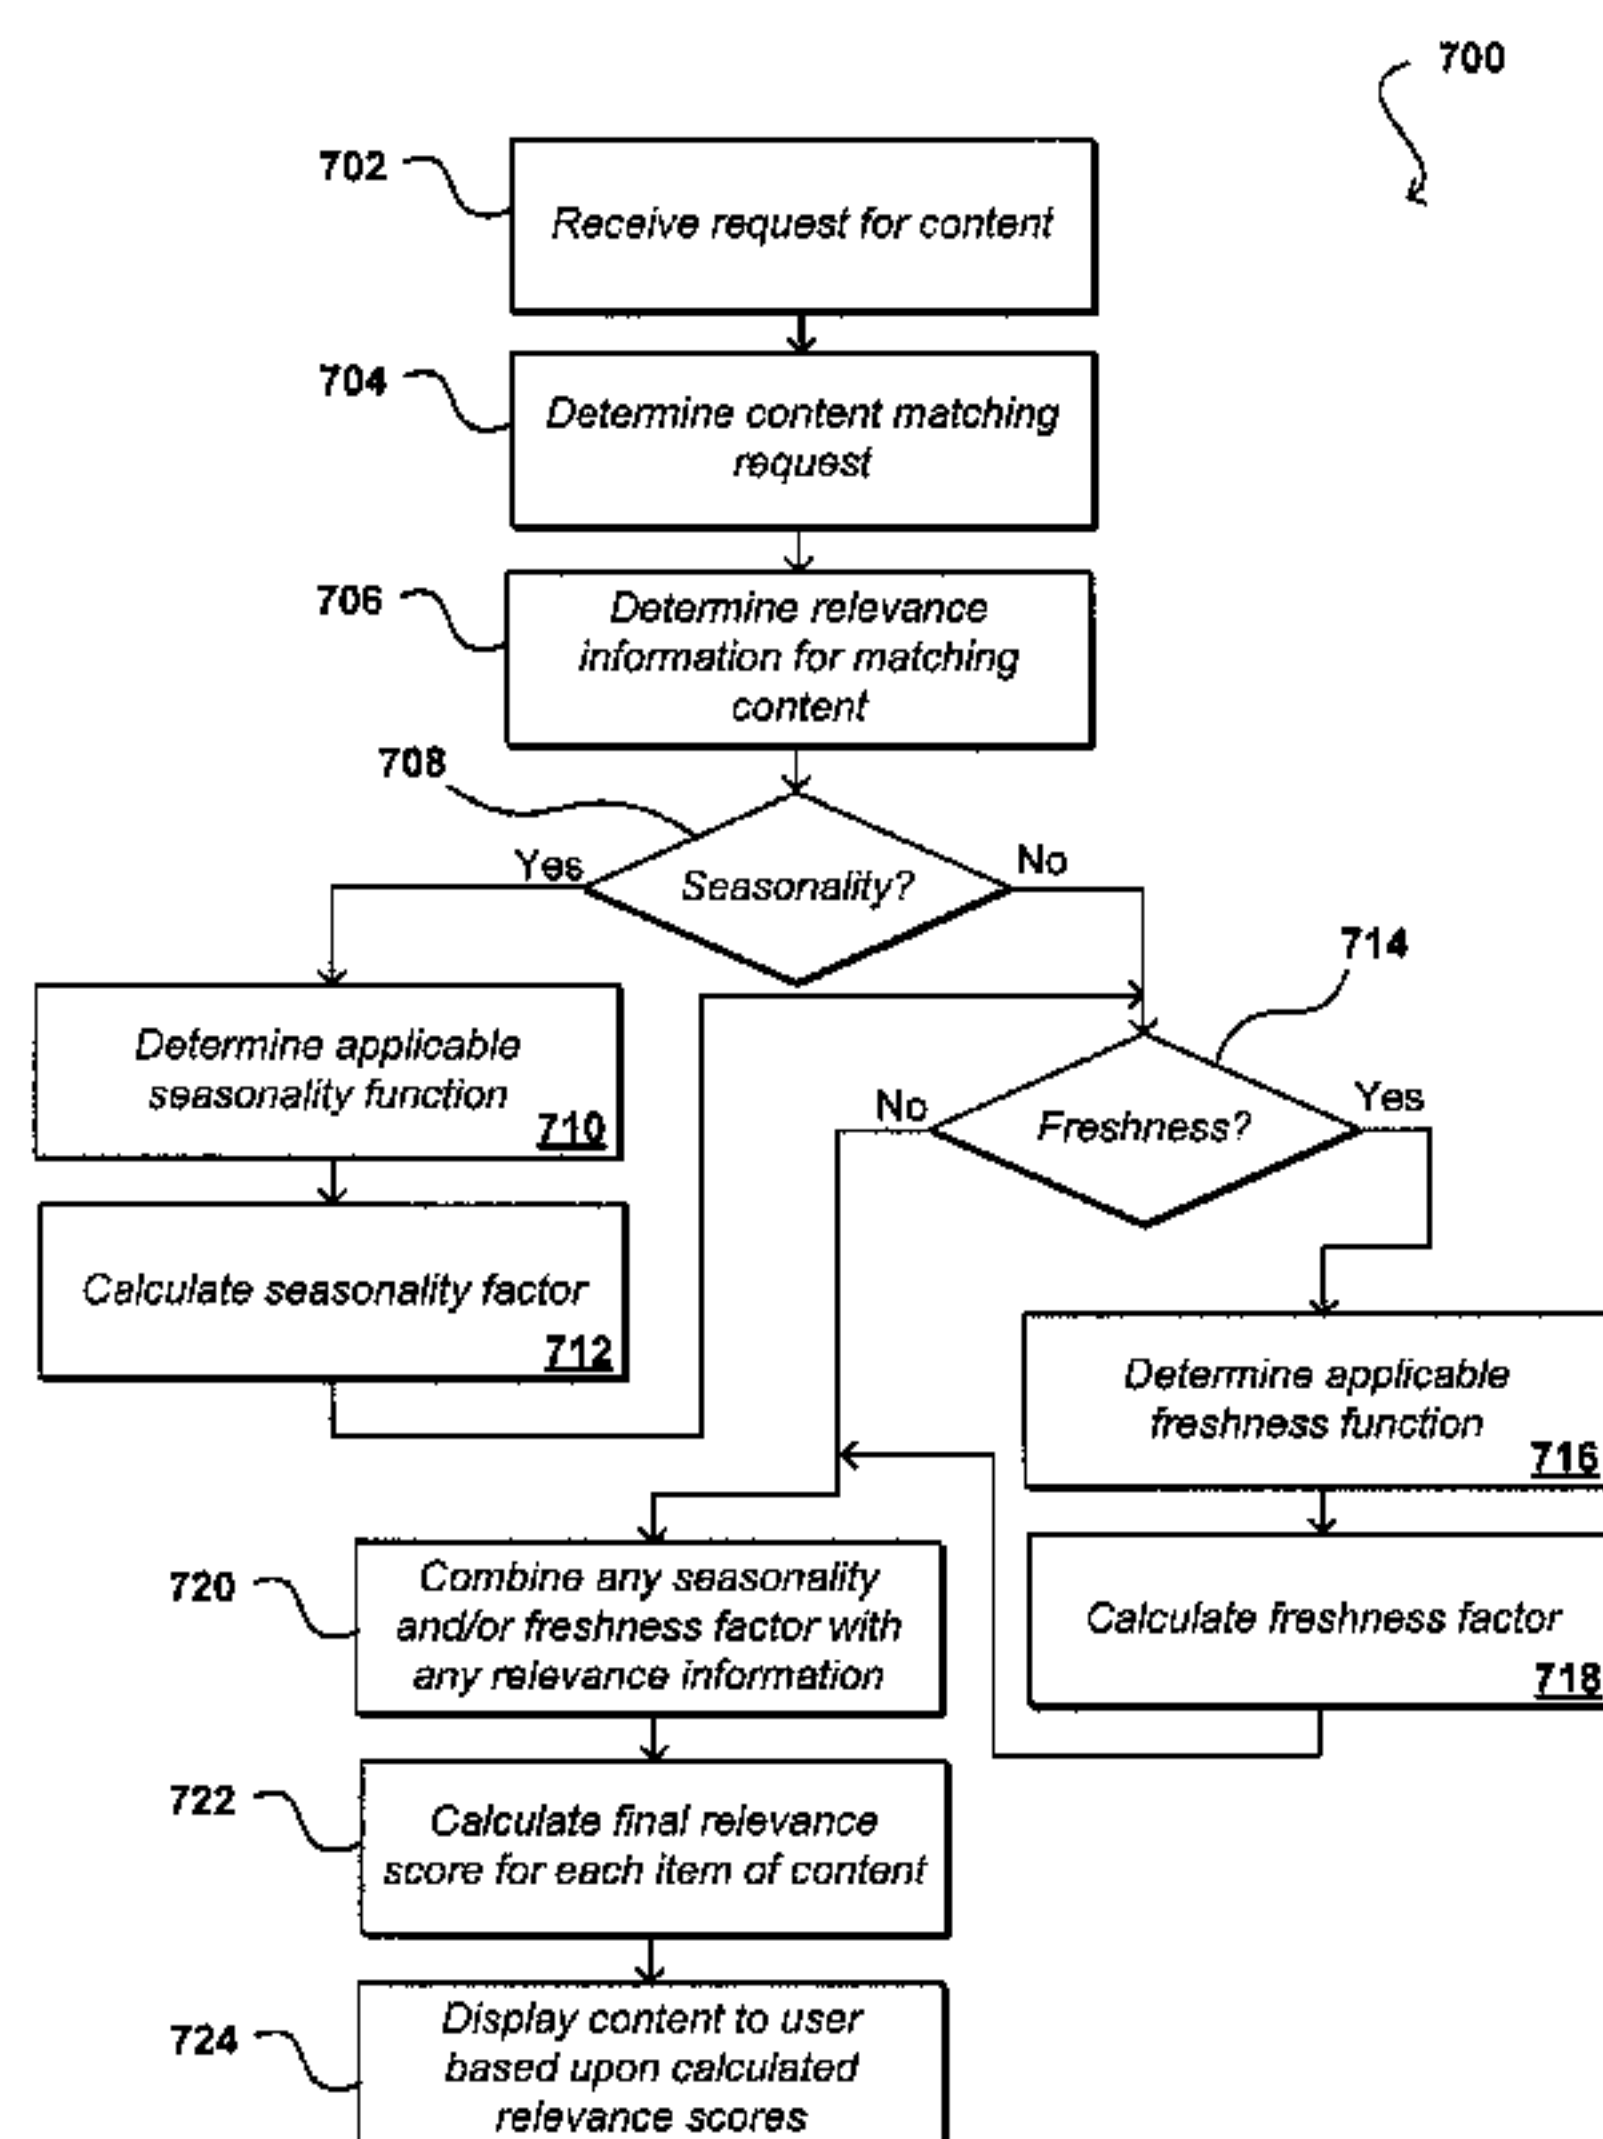 700
702
Receive request for content
704
Determine content matching
request
706
Determine relevance
information for matching
content
708
Yes
Seasonality?
No
714
Determine applicable
seasonality function
710
No
Freshness?
Yes
Calculate seasonality factor
712
Determine applicable
freshness function
716
720
Combine any seasonality
and/or freshness factor with
any relevance information
Calculate freshness factor
718
722
Calculate final relevance
score for each item of content
724
Display content to user
based upon calculated
relevance scores